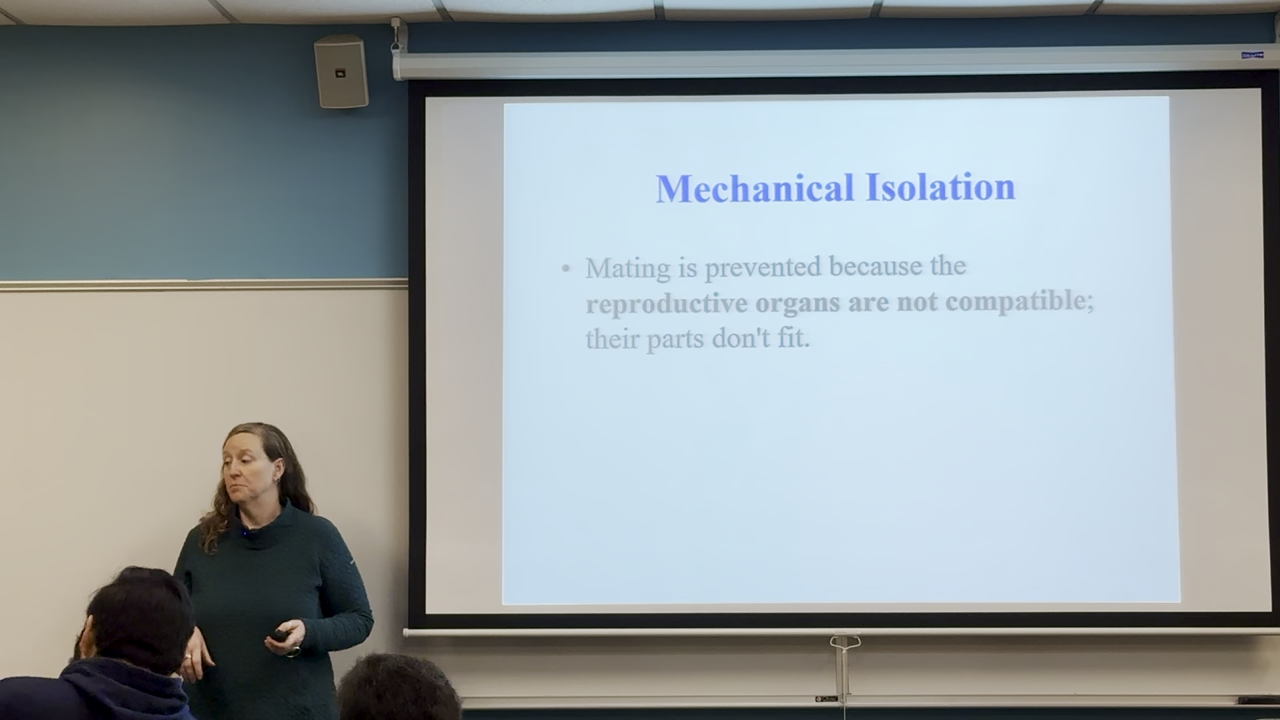 Mechanical Isolation
• Mating is prevented because the
reproductive organs are not compatible;
their parts don't fit.